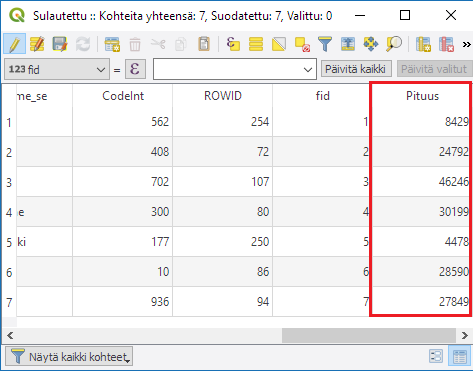 Sulautettu :: Kohteita yhteensä: 7, Suodatettu: 7, Valittu: 0
123 fid = ε Päivitä kaikki Päivitä valitut
me_se CodeInt ROWID fid Pituus
1 562 254 1 8429
2 408 72 2 24792
3 702 107 3 46246
4 e 300 80 4 30199
5 ki 177 250 5 4478
6 10 86 6 28590
7 936 94 7 27849
Näytä kaikki kohteet